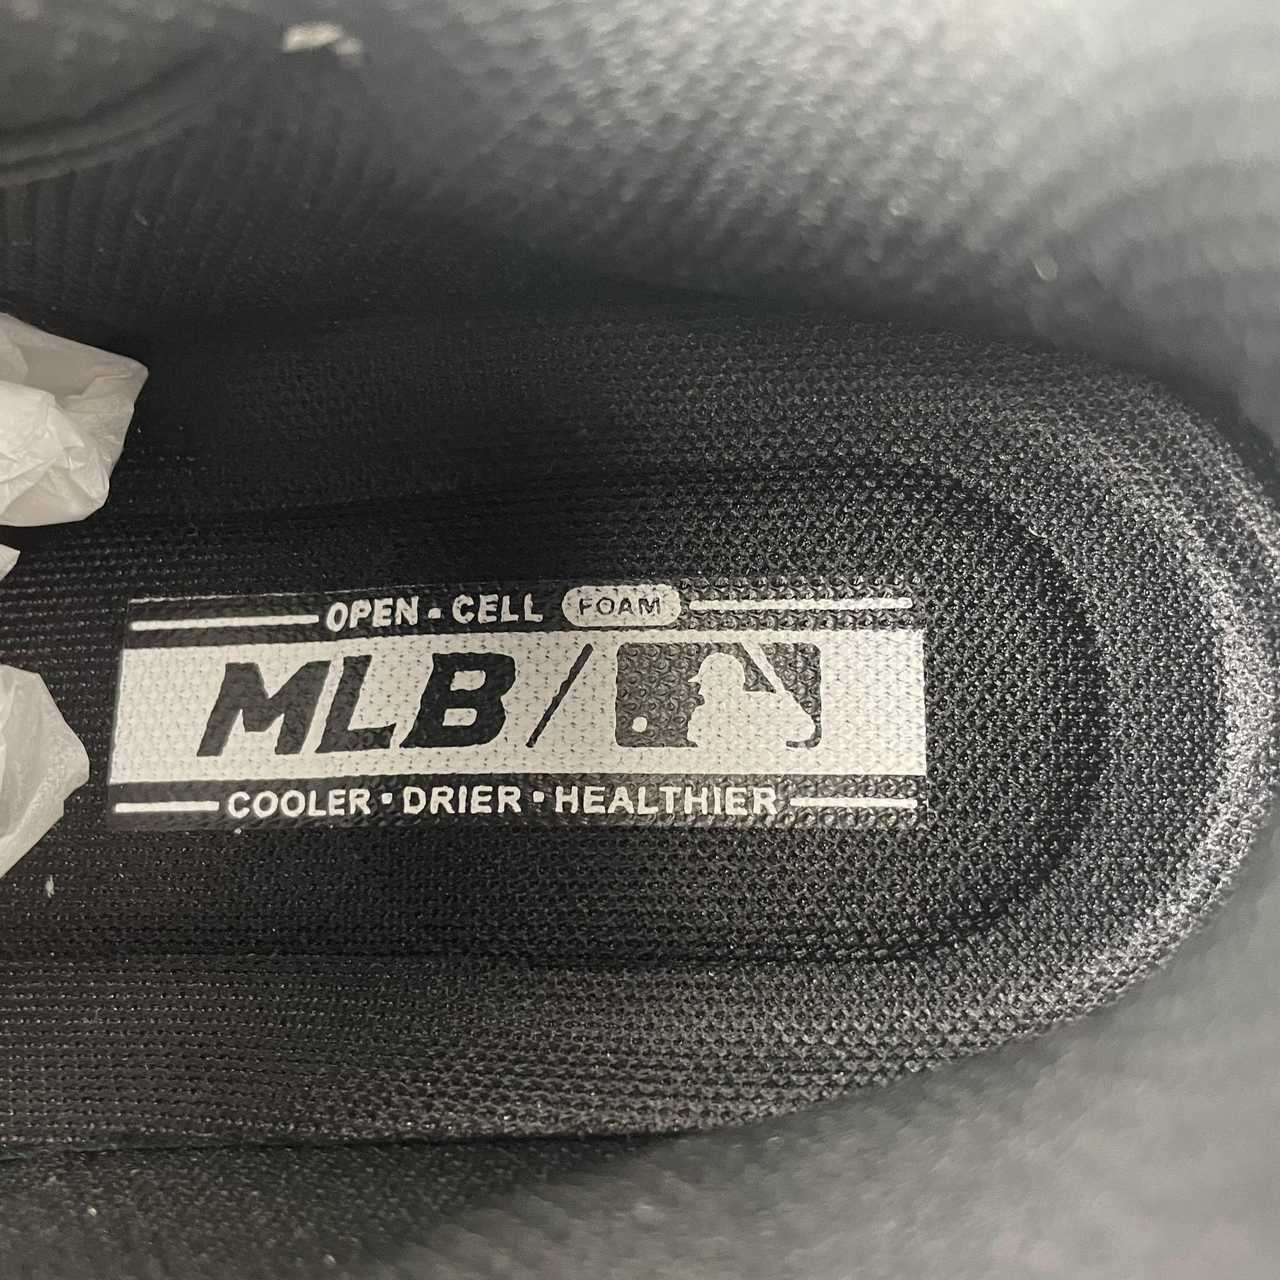 OPEN - CELL FOAM
MLB/
COOLER · DRIER · HEALTHIER